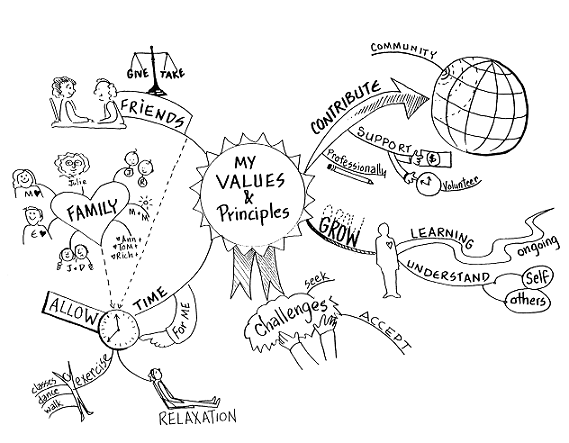 MY
VALUES
&
Principles
GIVE TAKE
FRIENDS
FAMILY
Julie
M♥
E♥
J+D
M+M
♥Ann+
♥Tom+
♥Rich+
ALLOW TIME
For ME
exercise
classes
dance
walk
RELAXATION
CONTRIBUTE
COMMUNITY
SUPPORT
$
Professionally
Volunteer
GROW
LEARNING
ongoing
UNDERSTAND
Self
others
Challenges
seek
ACCEPT